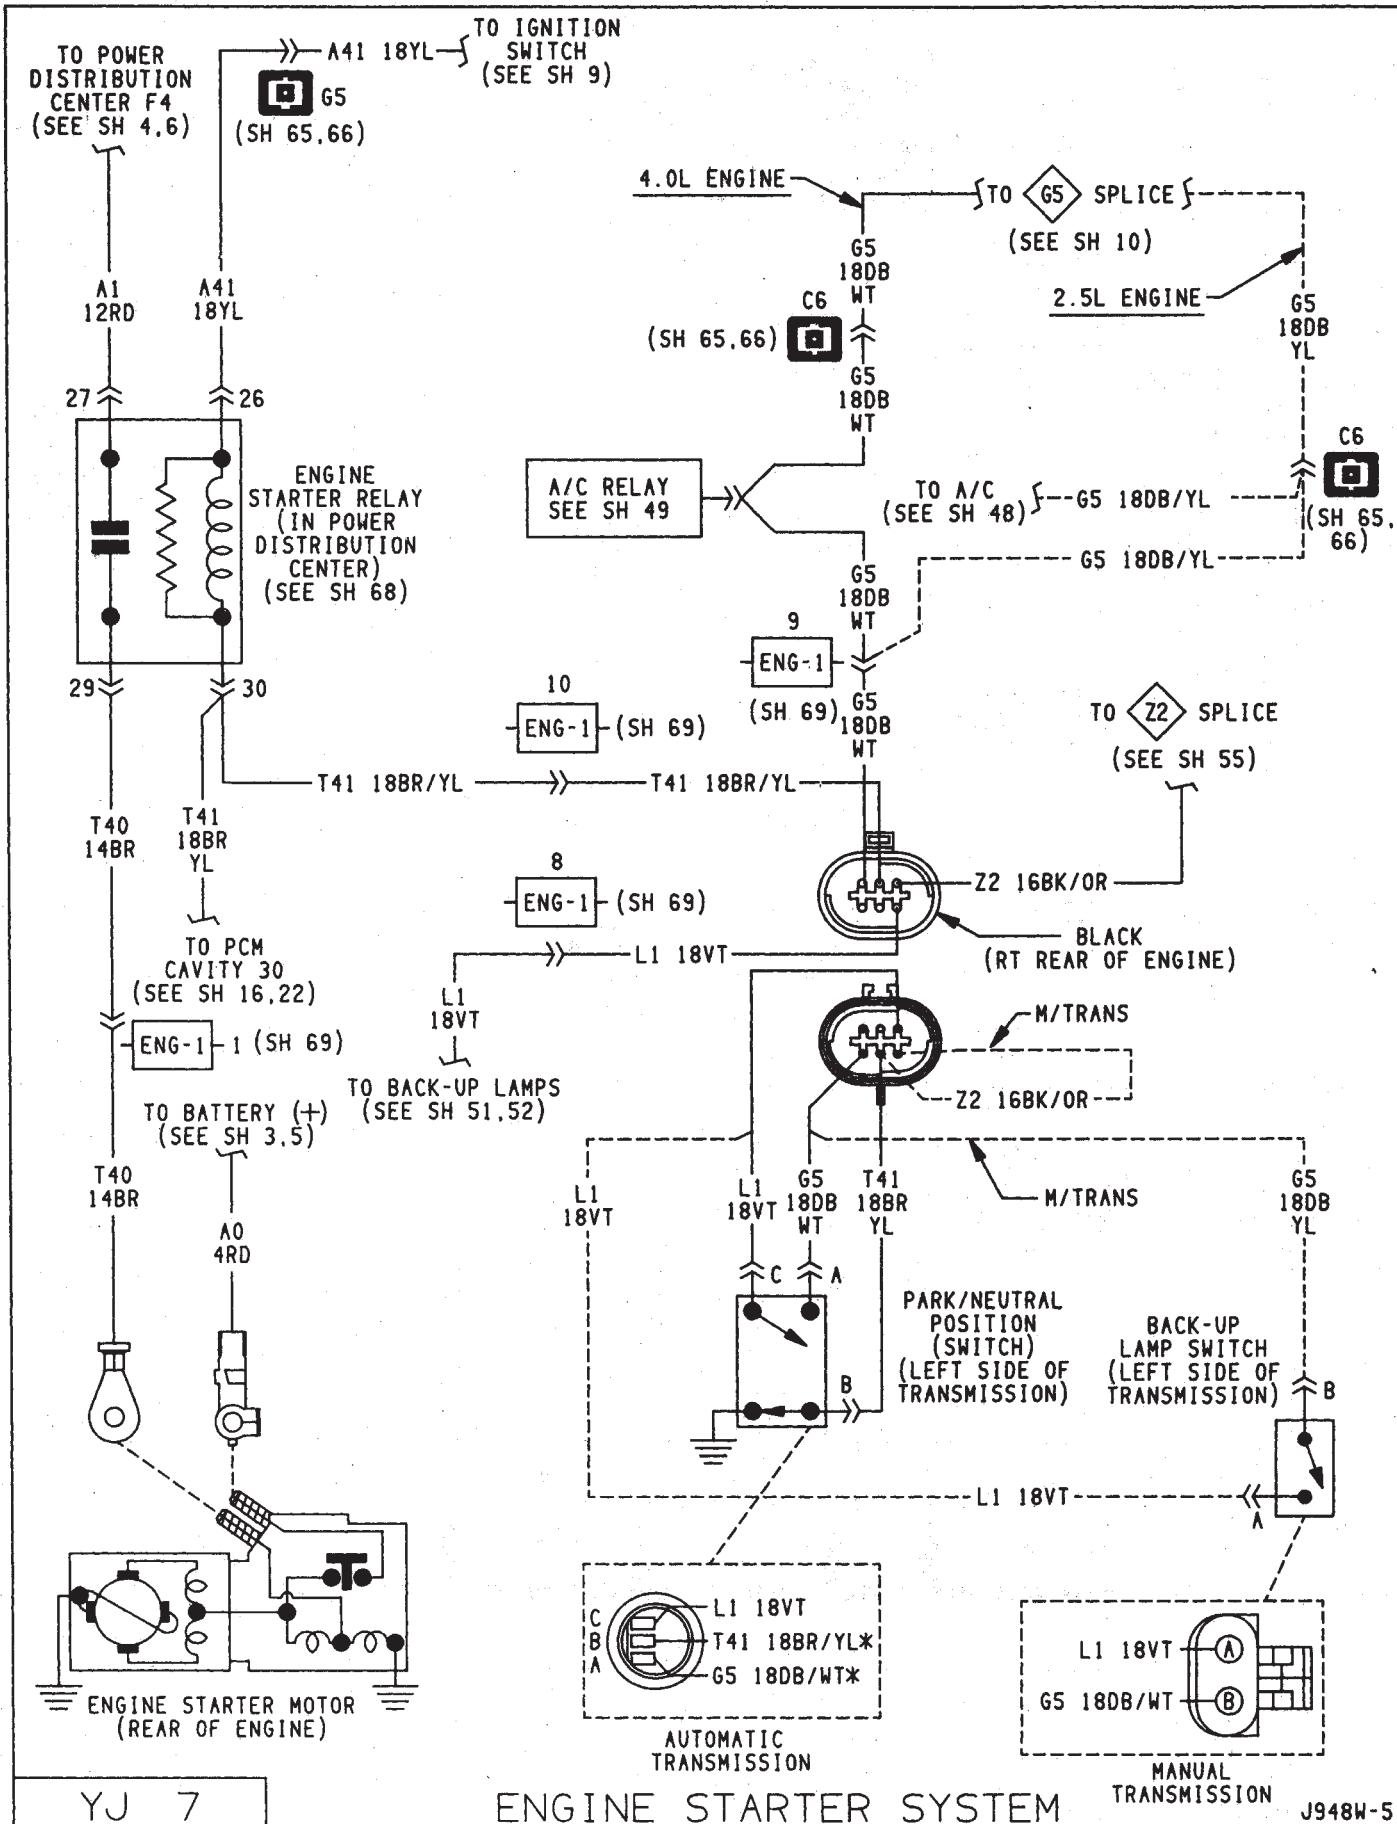 TO POWER
DISTRIBUTION
CENTER F4
(SEE SH 4,6)
A41 18YL
TO IGNITION
SWITCH
(SEE SH 9)
G5
(SH 65,66)
A1
12RD
A41
18YL
27
26
ENGINE
STARTER RELAY
(IN POWER
DISTRIBUTION
CENTER)
(SEE SH 68)
29
30
4.0L ENGINE
TO G5 SPLICE
(SEE SH 10)
2.5L ENGINE
G5
18DB
WT
C6
(SH 65,66)
G5
18DB
WT
G5
18DB
YL
C6
(SH 65,
66)
A/C RELAY
SEE SH 49
TO A/C
(SEE SH 48)
G5 18DB/YL
G5 18DB/YL
G5
18DB
WT
9
ENG-1
(SH 69)
G5
18DB
WT
10
ENG-1 (SH 69)
TO Z2 SPLICE
(SEE SH 55)
T41 18BR/YL
T41 18BR/YL
T40
14BR
T41
18BR
YL
8
ENG-1 (SH 69)
Z2 16BK/OR
BLACK
(RT REAR OF ENGINE)
L1 18VT
L1
18VT
TO PCM
CAVITY 30
(SEE SH 16,22)
ENG-1 1 (SH 69)
TO BACK-UP LAMPS
(SEE SH 51,52)
M/TRANS
Z2 16BK/OR
TO BATTERY (+)
(SEE SH 3,5)
T40
14BR
A0
4RD
L1
18VT
L1
18VT
G5
18DB
WT
T41
18BR
YL
M/TRANS
G5
18DB
YL
C
A
B
PARK/NEUTRAL
POSITION
(SWITCH)
(LEFT SIDE OF
TRANSMISSION)
BACK-UP
LAMP SWITCH
(LEFT SIDE OF
TRANSMISSION)
B
L1 18VT
A
C
B
A
L1 18VT
T41 18BR/YL*
G5 18DB/WT*
AUTOMATIC
TRANSMISSION
L1 18VT
A
G5 18DB/WT
B
MANUAL
TRANSMISSION
ENGINE STARTER MOTOR
(REAR OF ENGINE)
YJ 7
ENGINE STARTER SYSTEM
J948W-5